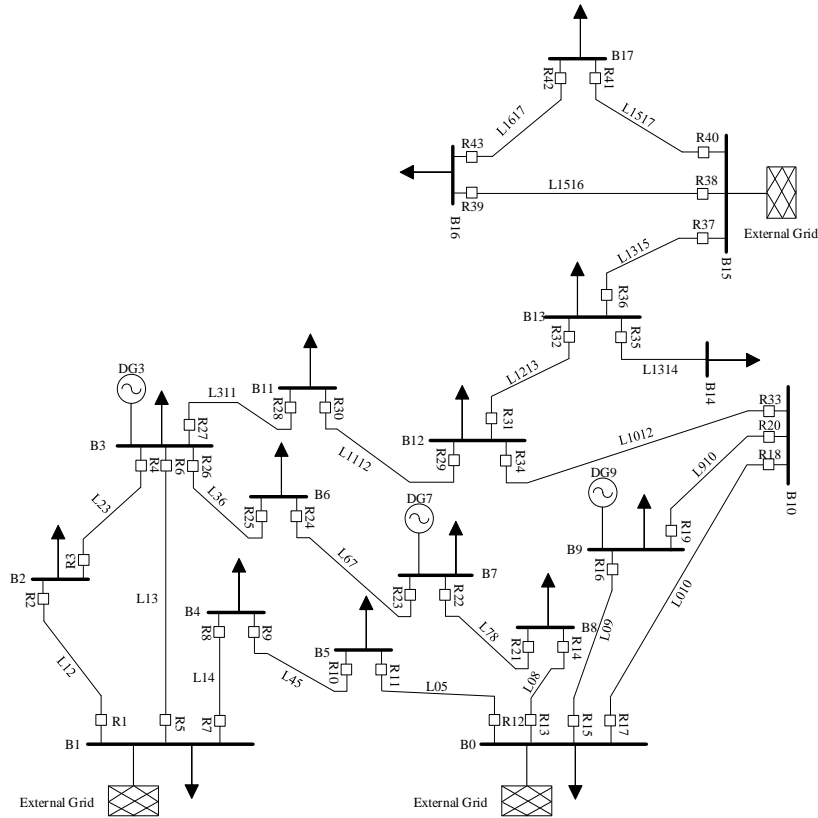 B17
R42
R41
L1617
L1517
R43
R40
L1516
R38
R39
B16
External Grid
R37
B15
L1315
R36
B13
R32
R35
L1213
L1314
B14
DG3
L311
B11
R28
R30
R27
B3
R4
R6
R26
L1112
B12
R31
R29
R34
L1012
R33
R20
R18
B10
L910
L23
L36
B6
R25
R24
DG7
DG9
R19
B9
R16
B2
R3
R2
L13
L67
B7
R23
R22
L010
L09
B4
R8
R9
L78
B8
R21
R14
B5
R10
R11
L12
L14
L45
L05
L08
R1
R5
R7
R12
R13
R15
R17
B1
B0
External Grid
External Grid